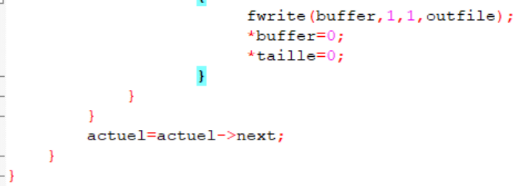 {
fwrite(buffer,1,1,outfile);
*buffer=0;
*taille=0;
}
}
}
actuel=actuel->next;
}
}